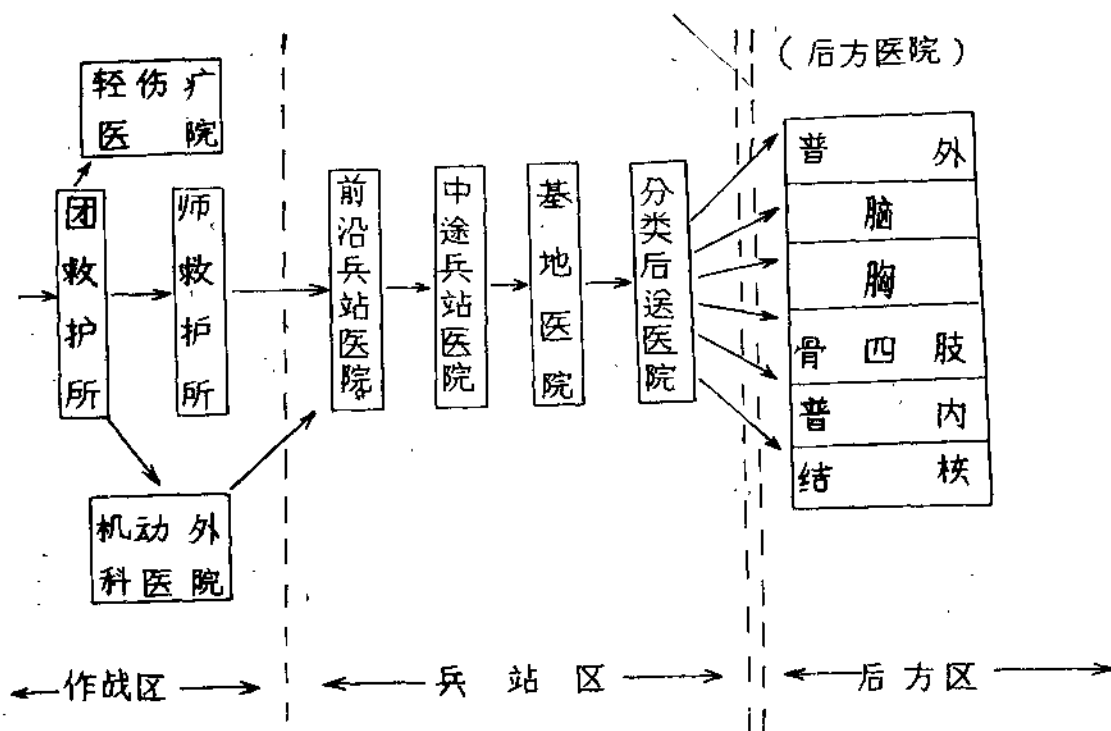 （后方医院）
轻伤疗
医院
团救护所
师救护所
机动外
科医院
前沿兵站医院
中途兵站医院
基地医院
分类后送医院
普外
脑
胸
骨四肢
普内
结核
作战区
兵站区
后方区